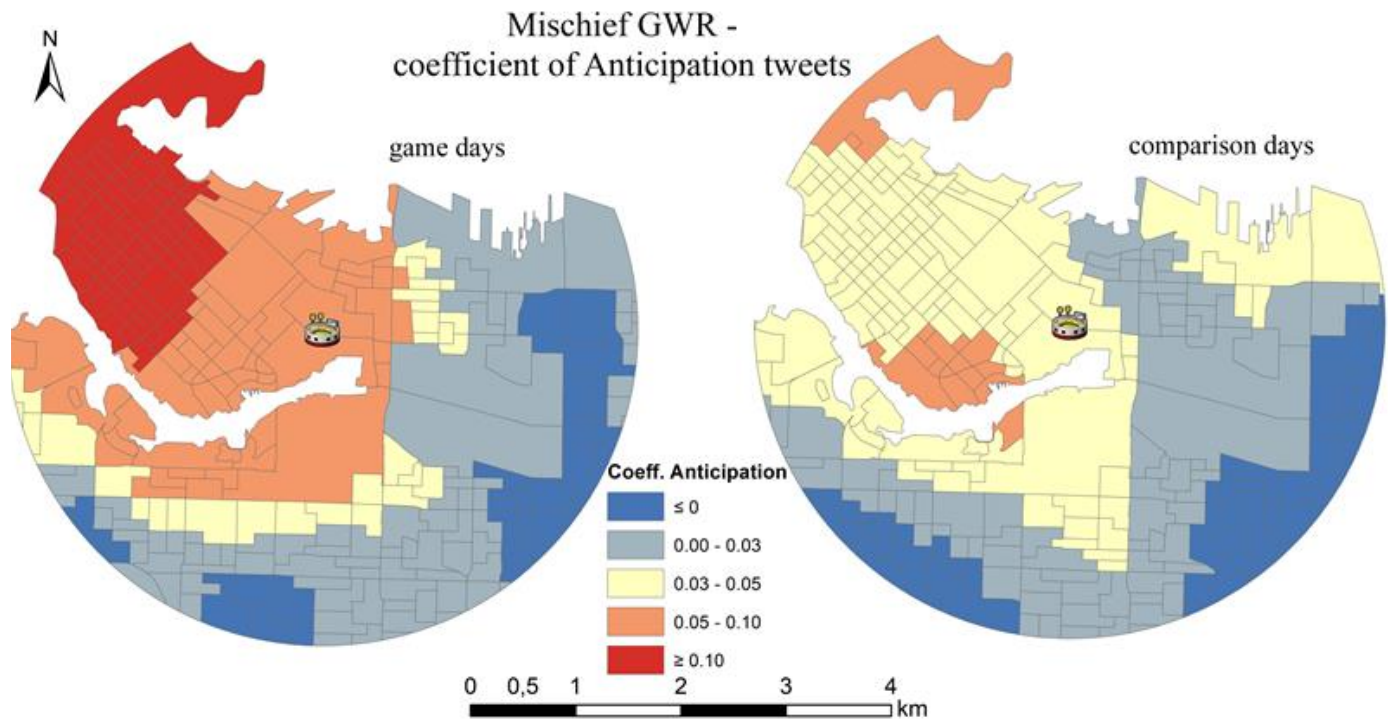 Mischief GWR -
coefficient of Anticipation tweets
N
game days
comparison days
Coeff. Anticipation
≤ 0
0.00 - 0.03
0.03 - 0.05
0.05 - 0.10
≥ 0.10
0 0,5 1 2 3 4
km